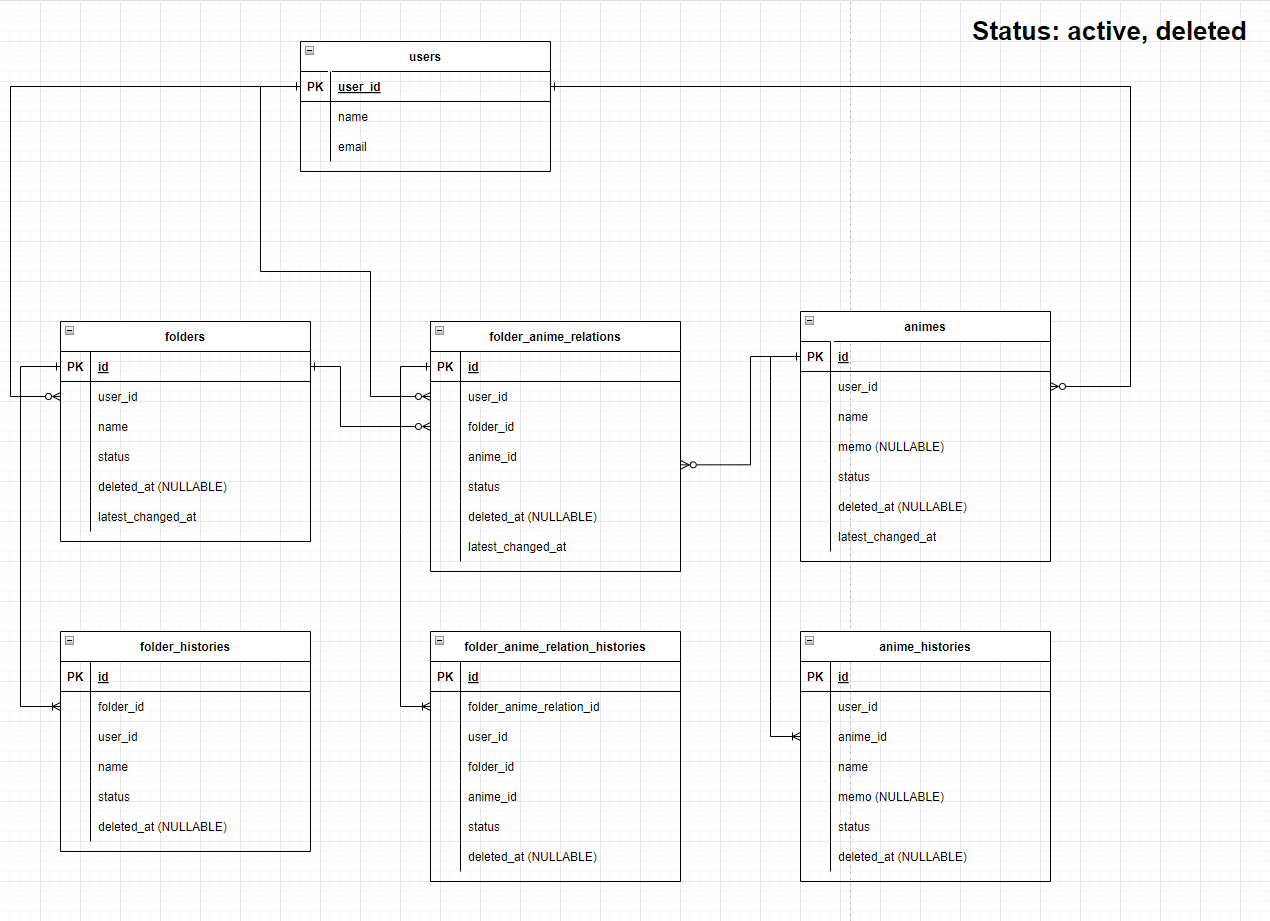 Status: active, deleted
users
PK user_id
name
email
folders
PK id
user_id
name
status
deleted_at (NULLABLE)
latest_changed_at
folder_anime_relations
PK id
user_id
folder_id
anime_id
status
deleted_at (NULLABLE)
latest_changed_at
animes
PK id
user_id
name
memo (NULLABLE)
status
deleted_at (NULLABLE)
latest_changed_at
folder_histories
PK id
folder_id
user_id
name
status
deleted_at (NULLABLE)
folder_anime_relation_histories
PK id
folder_anime_relation_id
user_id
folder_id
anime_id
status
deleted_at (NULLABLE)
anime_histories
PK id
user_id
anime_id
name
memo (NULLABLE)
status
deleted_at (NULLABLE)